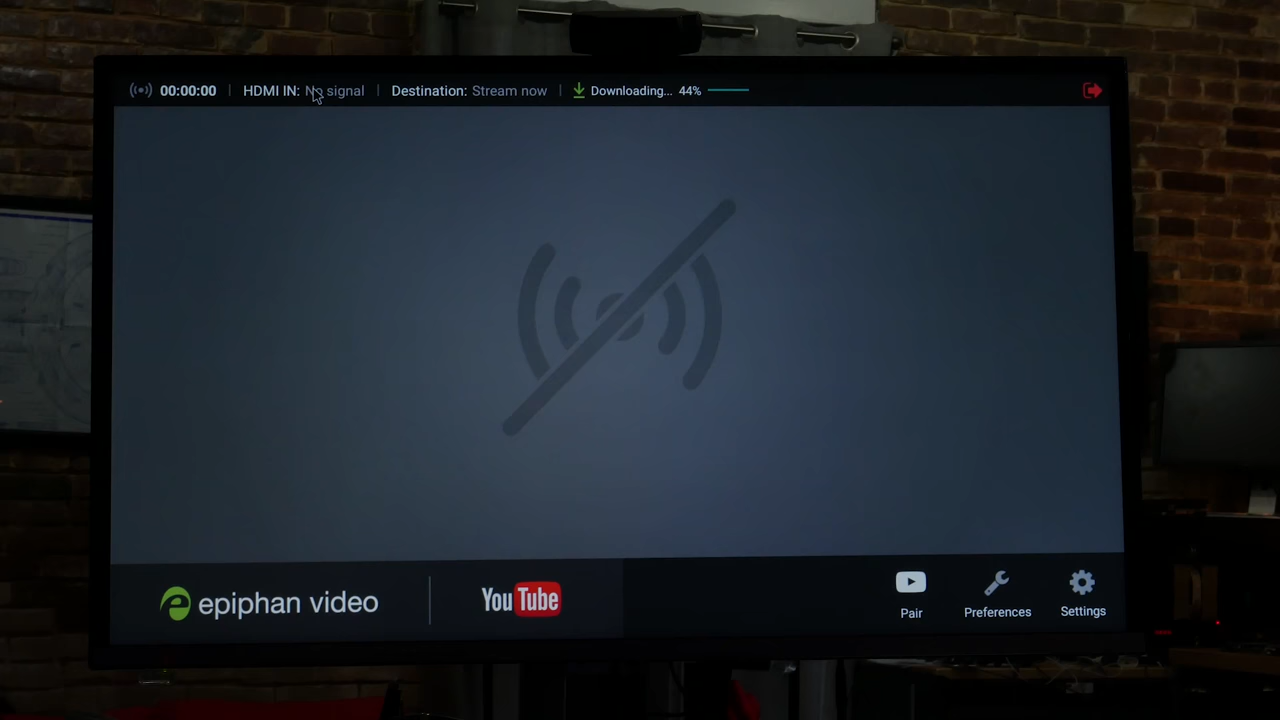 00:00:00 | HDMI IN: No signal | Destination: Stream now | Downloading... 44%
epiphan video | YouTube
Pair Preferences Settings